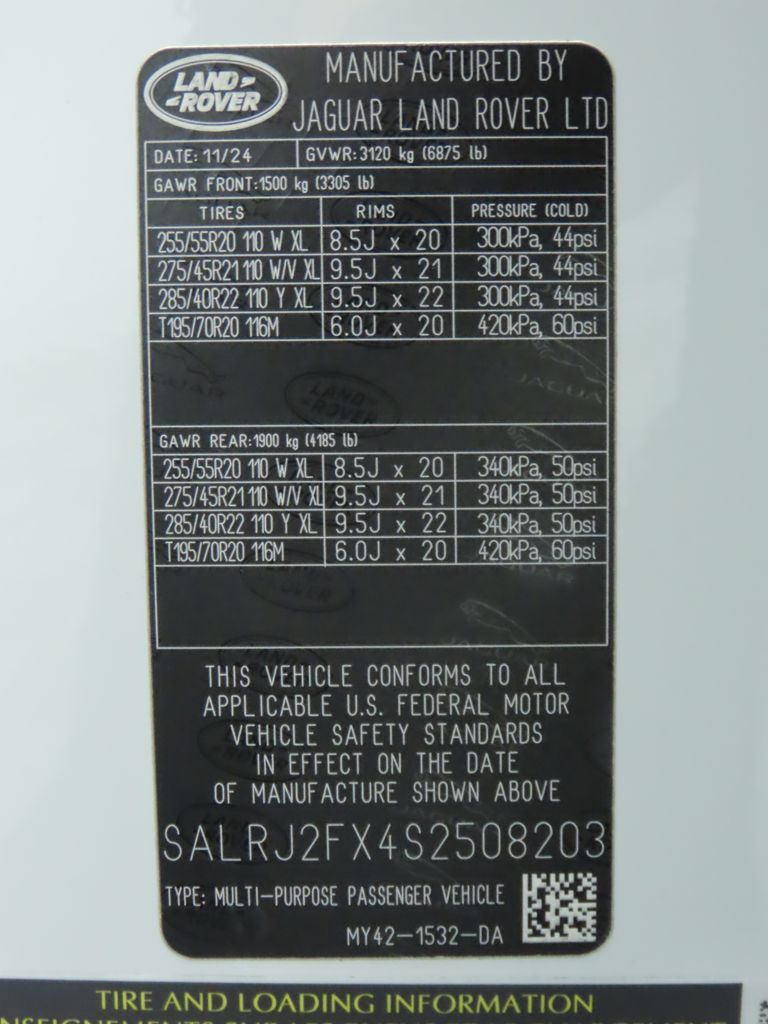 LAND ROVER
MANUFACTURED BY
JAGUAR LAND ROVER LTD
DATE: 11/24 GVWR: 3120 kg (6875 lb)
GAWR FRONT: 1500 kg (3305 lb)
TIRES RIMS PRESSURE (COLD)
255/55R20 110 W XL 8.5J x 20 300kPa, 44psi
275/45R21 110 W/V XL 9.5J x 21 300kPa, 44psi
285/40R22 110 Y XL 9.5J x 22 300kPa, 44psi
T195/70R20 116M 6.0J x 20 420kPa, 60psi
GAWR REAR: 1900 kg (4185 lb)
255/55R20 110 W XL 8.5J x 20 340kPa, 50psi
275/45R21 110 W/V XL 9.5J x 21 340kPa, 50psi
285/40R22 110 Y XL 9.5J x 22 340kPa, 50psi
T195/70R20 116M 6.0J x 20 420kPa, 60psi
THIS VEHICLE CONFORMS TO ALL
APPLICABLE U.S. FEDERAL MOTOR
VEHICLE SAFETY STANDARDS
IN EFFECT ON THE DATE
OF MANUFACTURE SHOWN ABOVE
SALRJ2FX4S2508203
TYPE: MULTI-PURPOSE PASSENGER VEHICLE
MY42-1532-DA
TIRE AND LOADING INFORMATION